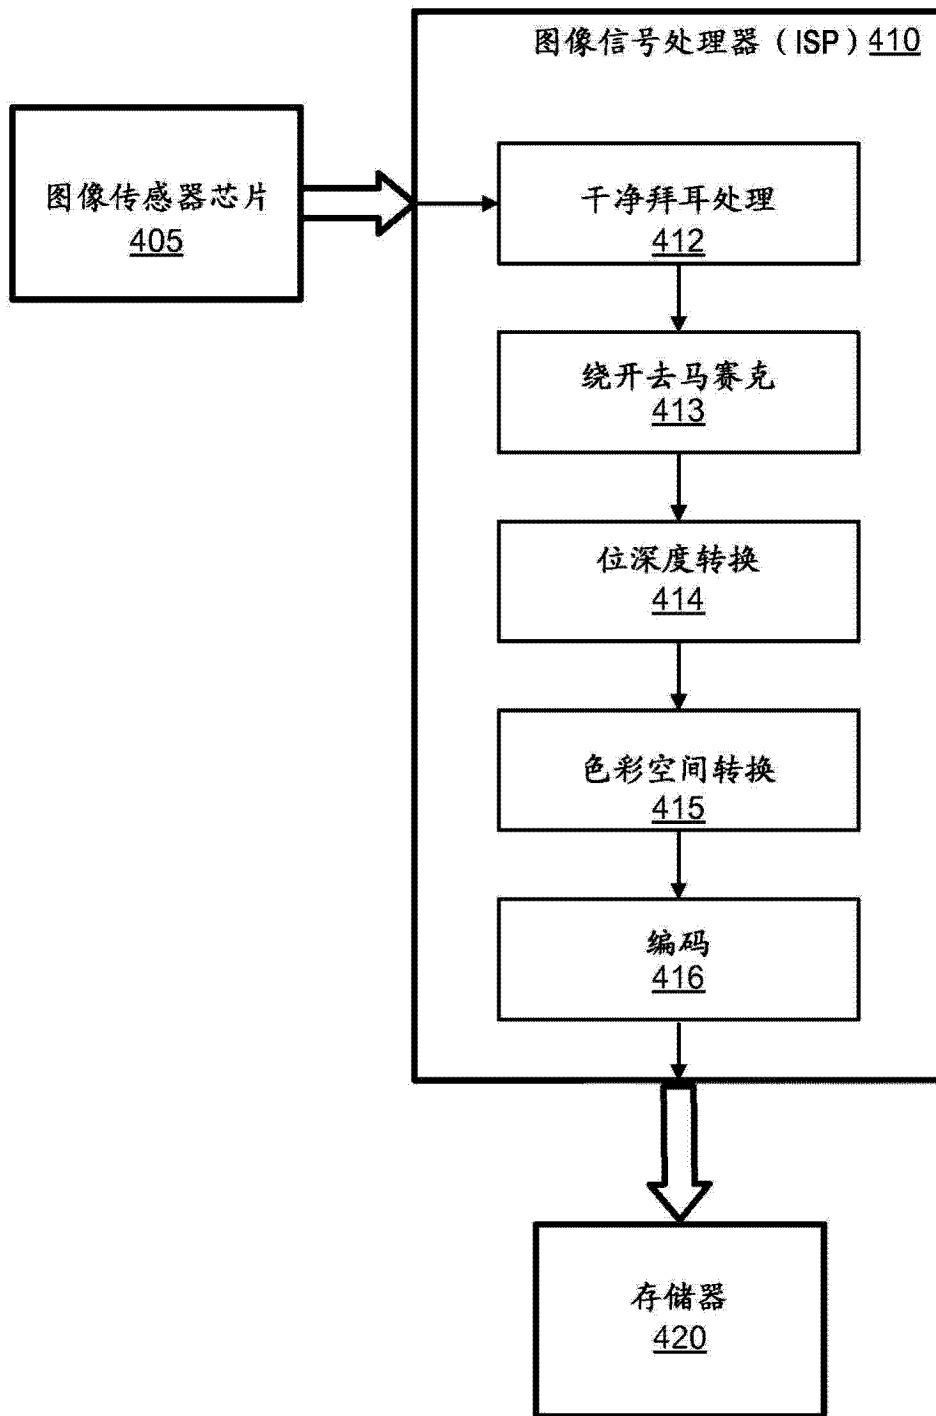 图像信号处理器（ISP）410
图像传感器芯片
405
干净拜耳处理
412
绕开去马赛克
413
位深度转换
414
色彩空间转换
415
编码
416
存储器
420